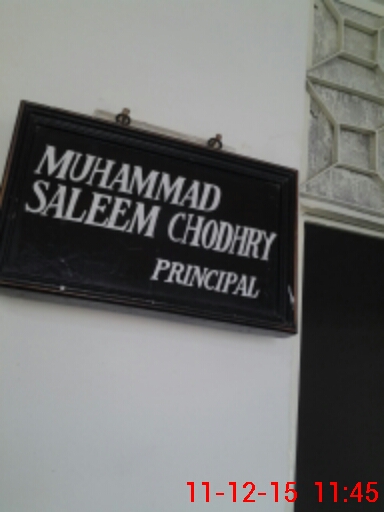 MUHAMMAD
SALEEM CHODHRY
PRINCIPAL
11-12-15 11:45